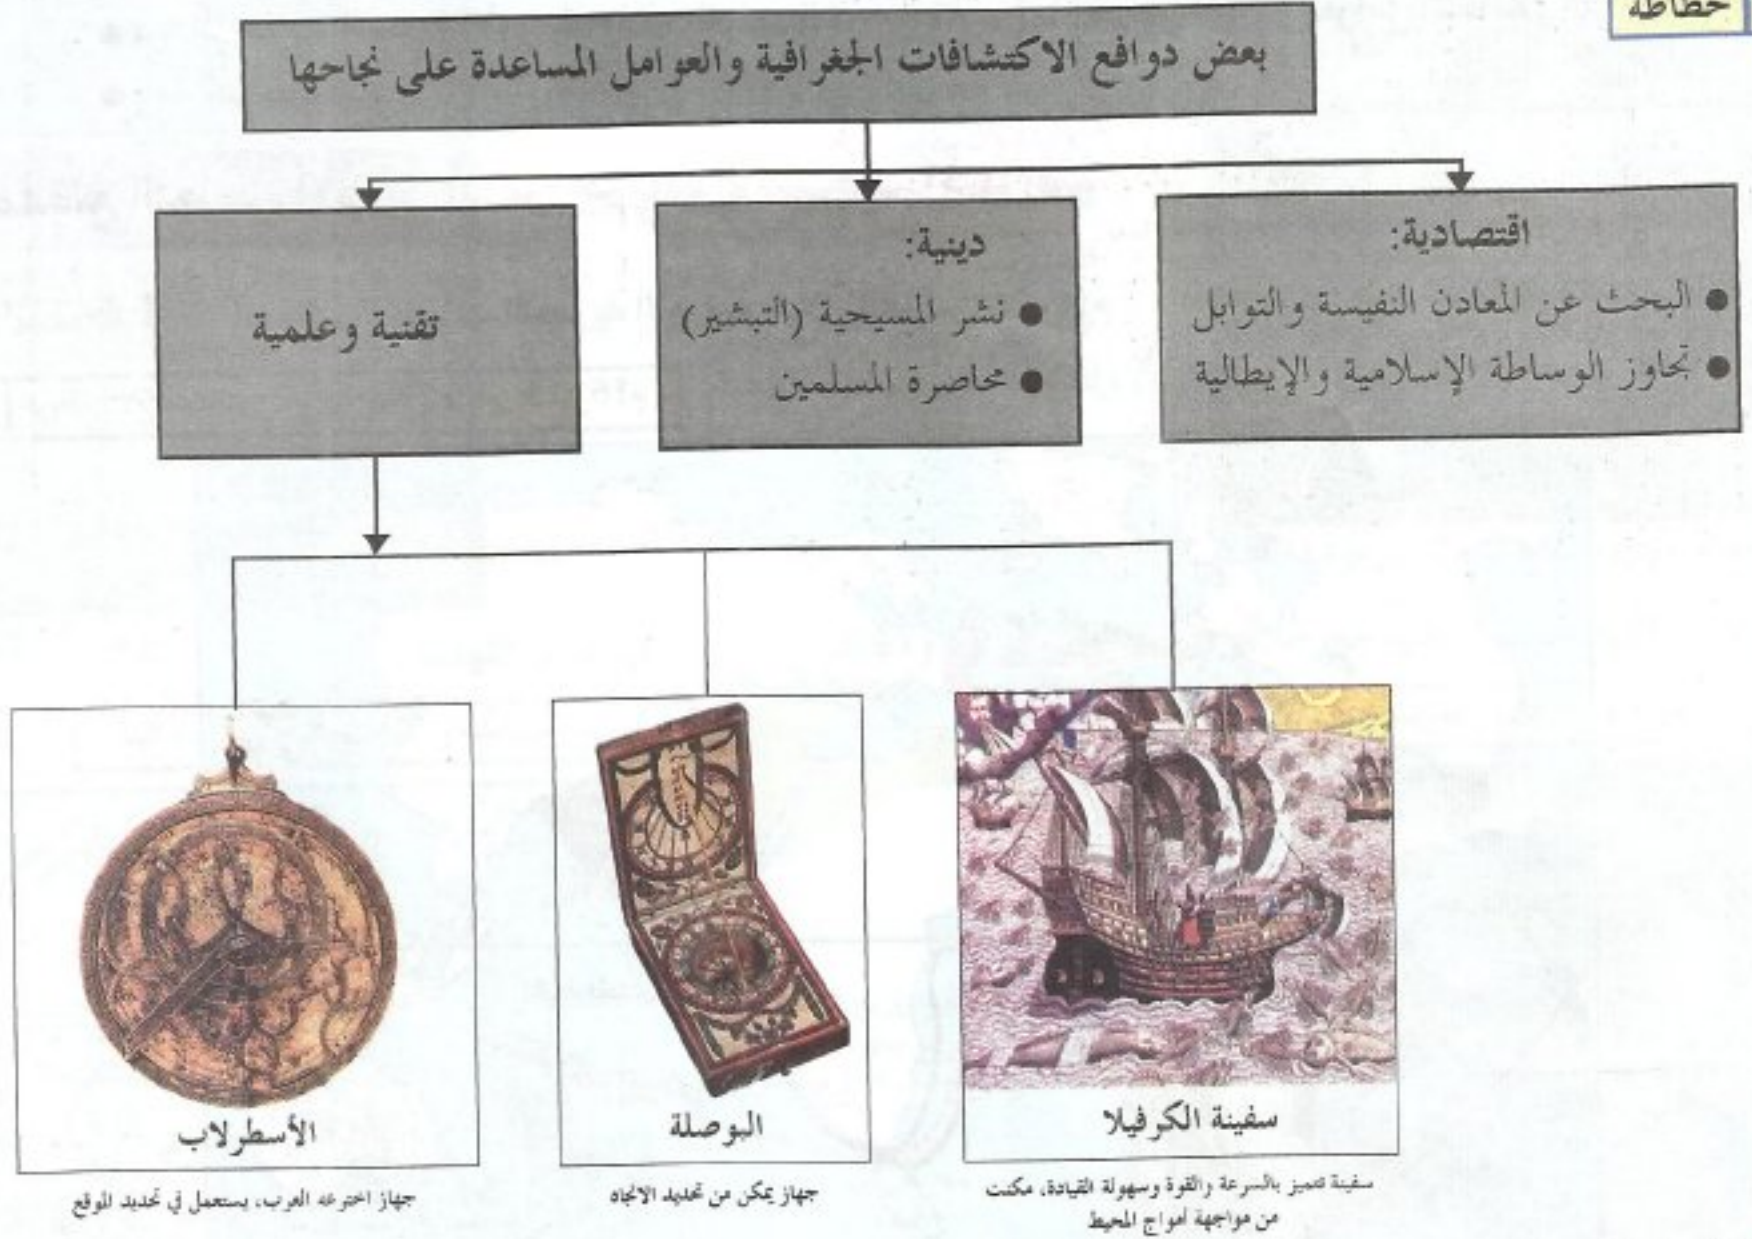 خطاطة
بعض دوافع الاكتشافات الجغرافية والعوامل المساعدة على نجاحها
اقتصادية:
● البحث عن المعادن النفيسة والتوابل
● تجاوز الوساطة الإسلامية والإيطالية
دينية:
● نشر المسيحية (التبشير)
● محاصرة المسلمين
تقنية وعلمية
سفينة الكرفيلا
سفينة تتميز بالسرعة والقوة وسهولة القيادة، مكنت
من مواجهة أمواج المحيط
البوصلة
جهاز يمكن من تحديد الاتجاه
الأسطرلاب
جهاز اخترعه العرب، يستعمل في تحديد الموقع